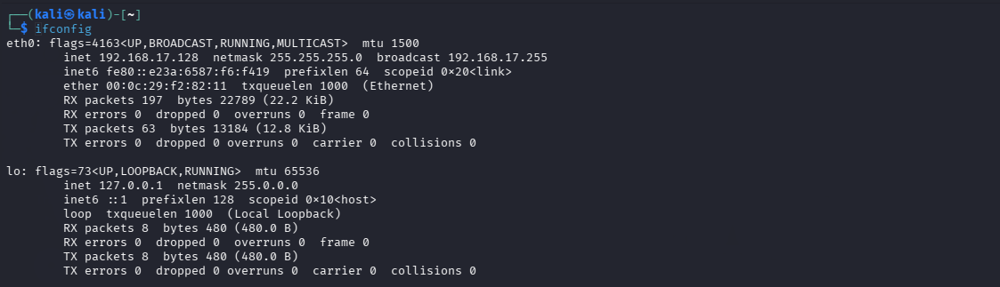 ┌──(kali㉿kali)-[~]
└─$ ifconfig
eth0: flags=4163<UP,BROADCAST,RUNNING,MULTICAST>  mtu 1500
        inet 192.168.17.128  netmask 255.255.255.0  broadcast 192.168.17.255
        inet6 fe80::e23a:6587:f6:f419  prefixlen 64  scopeid 0×20<link>
        ether 00:0c:29:f2:82:11  txqueuelen 1000  (Ethernet)
        RX packets 197  bytes 22789 (22.2 KiB)
        RX errors 0  dropped 0  overruns 0  frame 0
        TX packets 63  bytes 13184 (12.8 KiB)
        TX errors 0  dropped 0 overruns 0  carrier 0  collisions 0

lo: flags=73<UP,LOOPBACK,RUNNING>  mtu 65536
        inet 127.0.0.1  netmask 255.0.0.0
        inet6 ::1  prefixlen 128  scopeid 0×10<host>
        loop  txqueuelen 1000  (Local Loopback)
        RX packets 8  bytes 480 (480.0 B)
        RX errors 0  dropped 0  overruns 0  frame 0
        TX packets 8  bytes 480 (480.0 B)
        TX errors 0  dropped 0 overruns 0  carrier 0  collisions 0